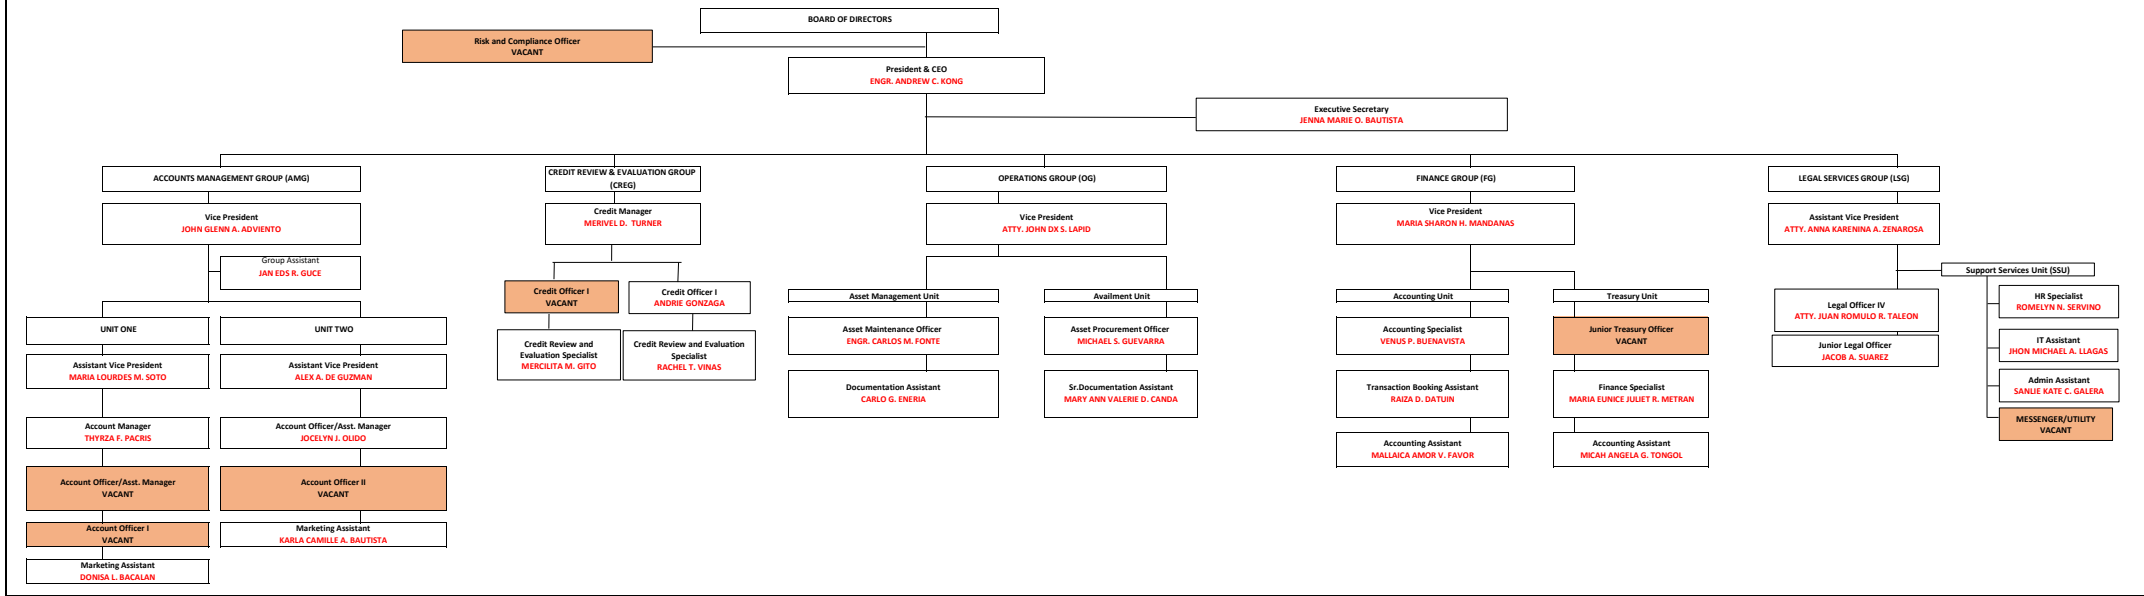 BOARD OF DIRECTORS
Risk and Compliance Officer
VACANT
President & CEO
ENGR. ANDREW C. KONG
Executive Secretary
JENNA MARIE O. BAUTISTA
ACCOUNTS MANAGEMENT GROUP (AMG)
Vice President
JOHN GLENN A. ADVIENTO
Group Assistant
JAN EDS R. GUCE
UNIT ONE
Assistant Vice President
MARIA LOURDES M. SOTO
Account Manager
THYRZA F. PACRIS
Account Officer/Asst. Manager
VACANT
Account Officer I
VACANT
Marketing Assistant
DONISA L. BACALAN
UNIT TWO
Assistant Vice President
ALEX A. DE GUZMAN
Account Officer/Asst. Manager
JOCELYN J. OLIDO
Account Officer II
VACANT
Marketing Assistant
KARLA CAMILLE A. BAUTISTA
CREDIT REVIEW & EVALUATION GROUP
(CREG)
Credit Manager
MERIVEL D. TURNER
Credit Officer I
VACANT
Credit Review and
Evaluation Specialist
MERCILITA M. GITO
Credit Officer I
ANDRIE GONZAGA
Credit Review and Evaluation
Specialist
RACHEL T. VINAS
OPERATIONS GROUP (OG)
Vice President
ATTY. JOHN DX S. LAPID
Asset Management Unit
Asset Maintenance Officer
ENGR. CARLOS M. FONTE
Documentation Assistant
CARLO G. ENERIA
Availment Unit
Asset Procurement Officer
MICHAEL S. GUEVARRA
Sr.Documentation Assistant
MARY ANN VALERIE D. CANDA
FINANCE GROUP (FG)
Vice President
MARIA SHARON H. MANDANAS
Accounting Unit
Accounting Specialist
VENUS P. BUENAVISTA
Transaction Booking Assistant
RAIZA D. DATUIN
Accounting Assistant
MALLAICA AMOR V. FAVOR
Treasury Unit
Junior Treasury Officer
VACANT
Finance Specialist
MARIA EUNICE JULIET R. METRAN
Accounting Assistant
MICAH ANGELA G. TONGOL
LEGAL SERVICES GROUP (LSG)
Assistant Vice President
ATTY. ANNA KARENINA A. ZENAROSA
Legal Officer IV
ATTY. JUAN ROMULO R. TALEON
Junior Legal Officer
JACOB A. SUAREZ
Support Services Unit (SSU)
HR Specialist
ROMELYN N. SERVINO
IT Assistant
JHON MICHAEL A. LLAGAS
Admin Assistant
SANLIE KATE C. GALERA
MESSENGER/UTILITY
VACANT